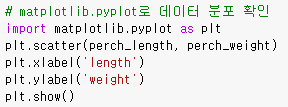 # matplotlib.pyplot로 데이터 분포 확인
import matplotlib.pyplot as plt
plt.scatter(perch_length, perch_weight)
plt.xlabel('length')
plt.ylabel('weight')
plt.show()